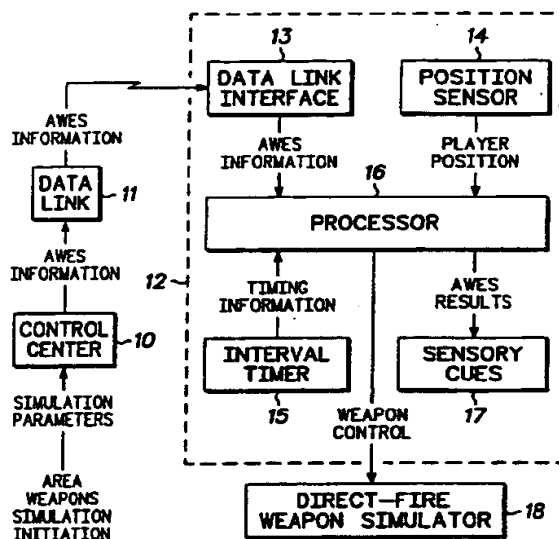 13
DATA LINK
INTERFACE
14
POSITION
SENSOR
AWES
INFORMATION
DATA
LINK
11
AWES
INFORMATION
PLAYER
POSITION
16
PROCESSOR
AWES
INFORMATION
12
TIMING
INFORMATION
AWES
RESULTS
CONTROL
CENTER
10
INTERVAL
TIMER
15
SENSORY
CUES
17
SIMULATION
PARAMETERS
WEAPON
CONTROL
AREA
WEAPONS
SIMULATION
INITIATION
DIRECT-FIRE
WEAPON SIMULATOR
18